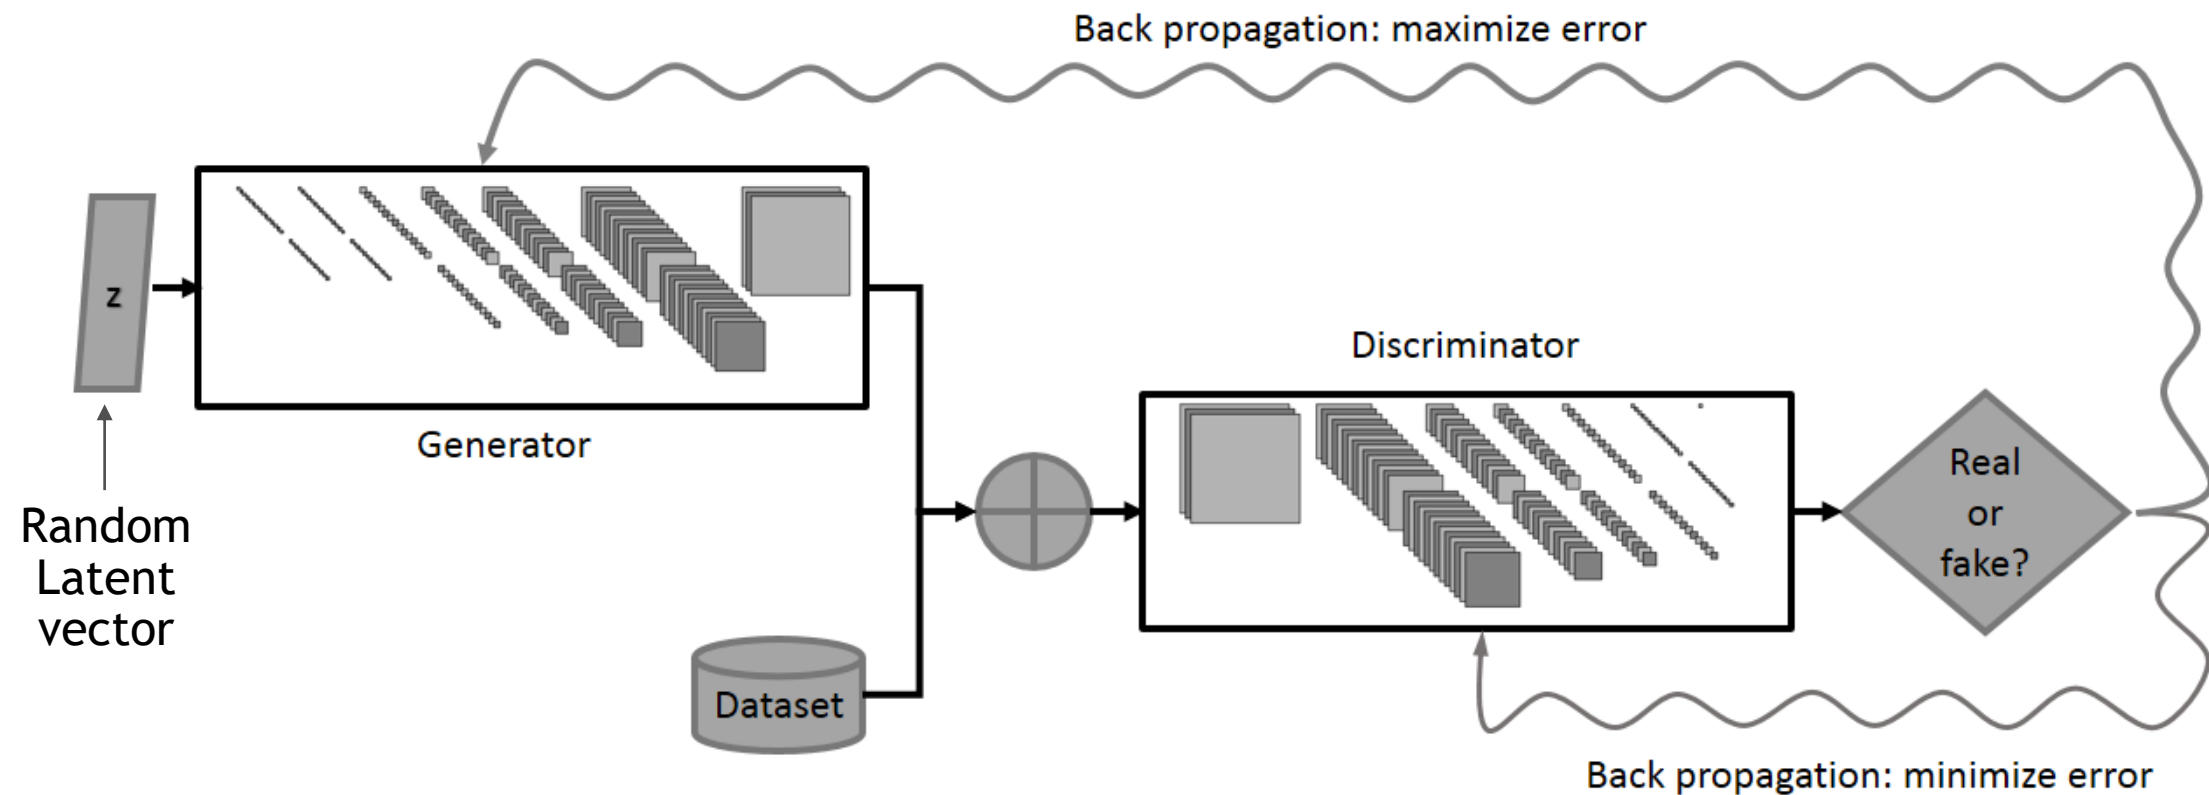 Back propagation: maximize error
z
Generator
Random
Latent
vector
Dataset
Discriminator
Real
or
fake?
Back propagation: minimize error